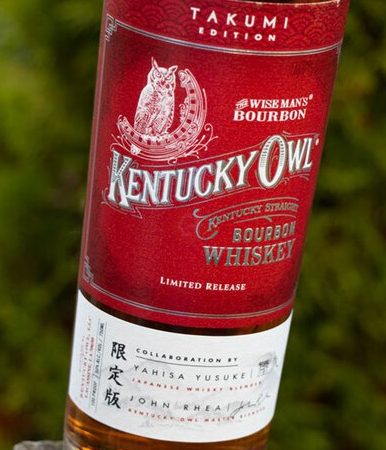 TAKUMI
EDITION
THE WISE MAN'S®
BOURBON
KENTUCKY OWL®
KENTUCKY STRAIGHT
BOURBON
WHISKEY
LIMITED RELEASE
限定版
COLLABORATION BY
YAHISA YUSUKE
JAPANESE WHISKY BLENDER
JOHN RHEA
KENTUCKY OWL MASTER BLENDER